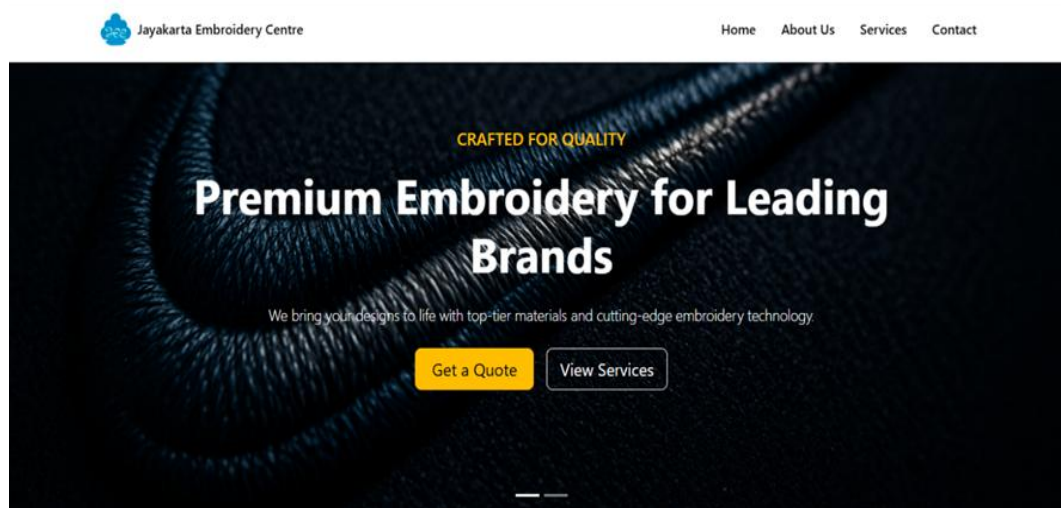 Jayakarta Embroidery Centre
Home About Us Services Contact
CRAFTED FOR QUALITY
Premium Embroidery for Leading
Brands
We bring your designs to life with top-tier materials and cutting-edge embroidery technology.
Get a Quote View Services